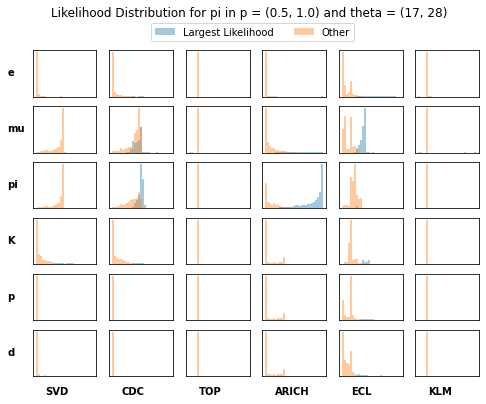 Likelihood Distribution for pi in p = (0.5, 1.0) and theta = (17, 28)
Largest Likelihood Other
e
mu
pi
K
p
d
SVD CDC TOP ARICH ECL KLM